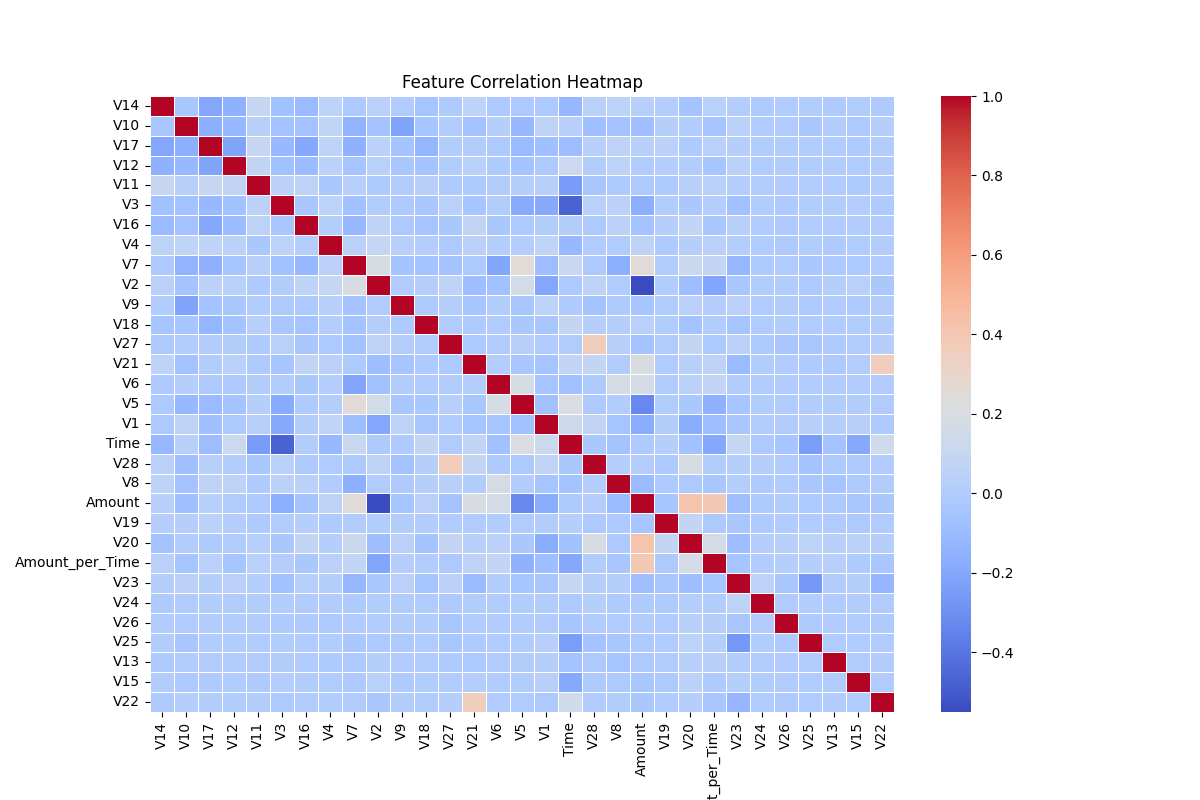 Feature Correlation Heatmap
V14
V10
V17
V12
V11
V3
V16
V4
V7
V2
V9
V18
V27
V21
V6
V5
V1
Time
V28
V8
Amount
V19
V20
Amount_per_Time
V23
V24
V26
V25
V13
V15
V22
V14
V10
V17
V12
V11
V3
V16
V4
V7
V2
V9
V18
V27
V21
V6
V5
V1
Time
V28
V8
Amount
V19
V20
t_per_Time
V23
V24
V26
V25
V13
V15
V22
1.0
0.8
0.6
0.4
0.2
0.0
−0.2
−0.4